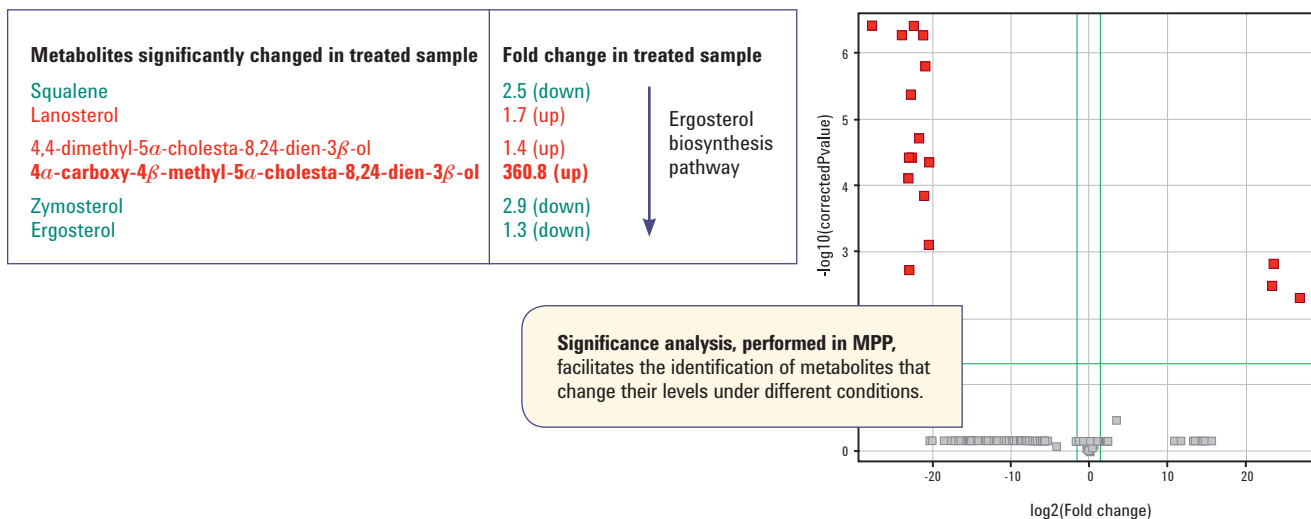 Metabolites significantly changed in treated sample
Fold change in treated sample
Squalene
2.5 (down)
Lanosterol
1.7 (up)
4,4-dimethyl-5α-cholesta-8,24-dien-3β-ol
1.4 (up)
4α-carboxy-4β-methyl-5α-cholesta-8,24-dien-3β-ol
360.8 (up)
Zymosterol
2.9 (down)
Ergosterol
1.3 (down)
Ergosterol
biosynthesis
pathway
Significance analysis, performed in MPP,
facilitates the identification of metabolites that
change their levels under different conditions.
-log10(correctedPvalue)
6
5
4
3
0
-20
-10
0
10
20
log2(Fold change)